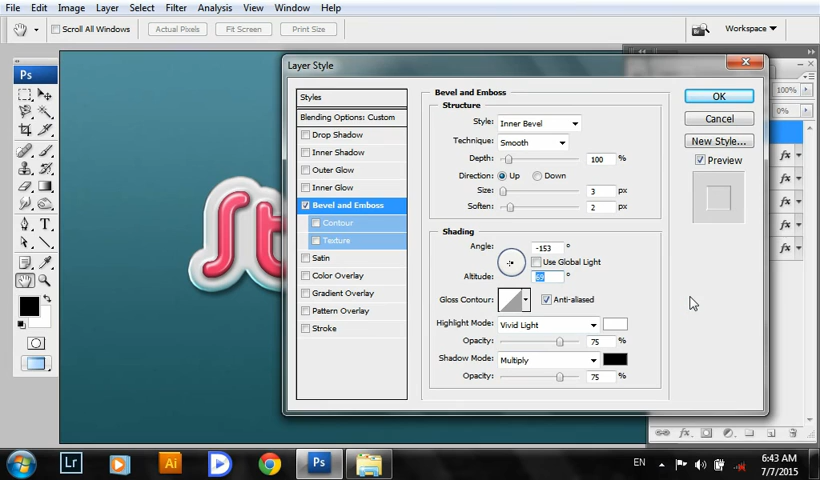 File Edit Image Layer Select Filter Analysis View Window Help
Scroll All Windows Actual Pixels Fit Screen Print Size Workspace
Ps
Layer Style
100%
0%
Styles
Blending Options: Custom
Drop Shadow
Inner Shadow
Outer Glow
Inner Glow
Bevel and Emboss
Contour
Texture
Satin
Color Overlay
Gradient Overlay
Pattern Overlay
Stroke
Bevel and Emboss
Structure
Style: Inner Bevel
Technique: Smooth
Depth: 100 %
Direction: Up Down
Size: 3 px
Soften: 2 px
Shading
Angle: -153 °
Use Global Light
Altitude: 69 °
Gloss Contour: Anti-aliased
Highlight Mode: Vivid Light
Opacity: 75 %
Shadow Mode: Multiply
Opacity: 75 %
OK
Cancel
New Style...
Preview
fx
fx
fx
fx
fx
St
Lr Ai Ps EN 6:43 AM
7/7/2015